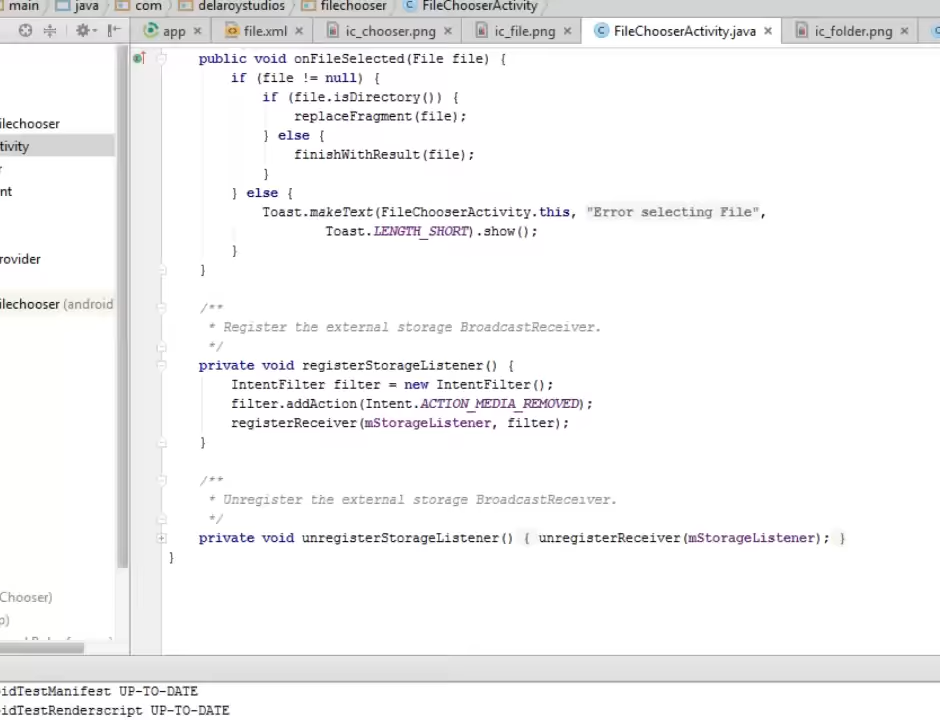 main java com delaroystudios filechooser FileChooserActivity
app file.xml ic_chooser.png ic_file.png FileChooserActivity.java ic_folder.png
ilechooser
tivity
r
nt
rovider
ilechooser (android
Chooser)
p)
public void onFileSelected(File file) {
if (file != null) {
if (file.isDirectory()) {
replaceFragment(file);
} else {
finishWithResult(file);
}
} else {
Toast.makeText(FileChooserActivity.this, "Error selecting File",
Toast.LENGTH_SHORT).show();
}
}
/**
* Register the external storage BroadcastReceiver.
*/
private void registerStorageListener() {
IntentFilter filter = new IntentFilter();
filter.addAction(Intent.ACTION_MEDIA_REMOVED);
registerReceiver(mStorageListener, filter);
}
/**
* Unregister the external storage BroadcastReceiver.
*/
private void unregisterStorageListener() { unregisterReceiver(mStorageListener); }
}
idTestManifest UP-TO-DATE
idTestRenderscript UP-TO-DATE